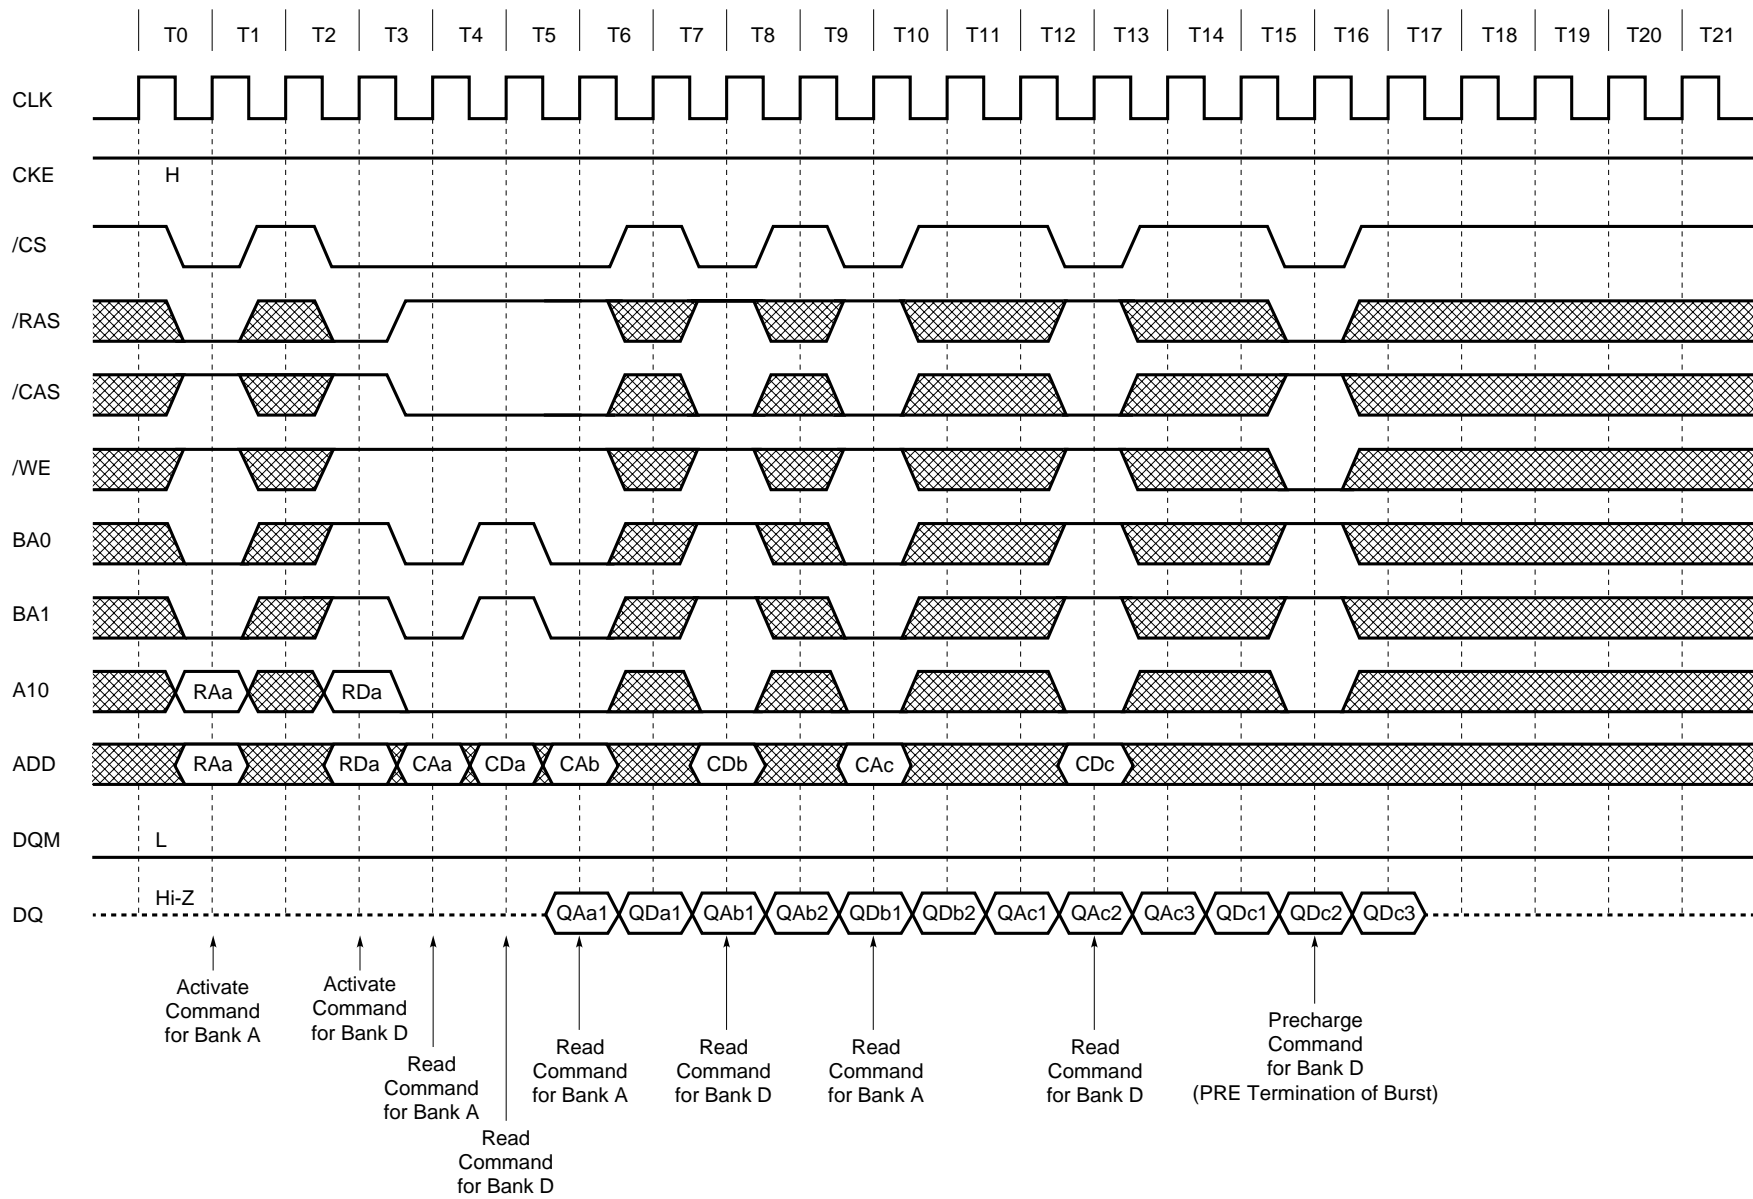 T0 T1 T2 T3 T4 T5 T6 T7 T8 T9 T10 T11 T12 T13 T14 T15 T16 T17 T18 T19 T20 T21
CLK
CKE H
/CS
/RAS
/CAS
/WE
BA0
BA1
A10 RAa RDa
ADD RAa RDa CAa CDa CAb CDb CAc CDc
DQM L
DQ Hi-Z QAa1 QDa1 QAb1 QAb2 QDb1 QDb2 QAc1 QAc2 QAc3 QDc1 QDc2 QDc3
Activate
Command
for Bank A
Activate
Command
for Bank D
Read
Command
for Bank A
Read
Command
for Bank D
Read
Command
for Bank A
Read
Command
for Bank D
Read
Command
for Bank A
Read
Command
for Bank D
Precharge
Command
for Bank D
(PRE Termination of Burst)